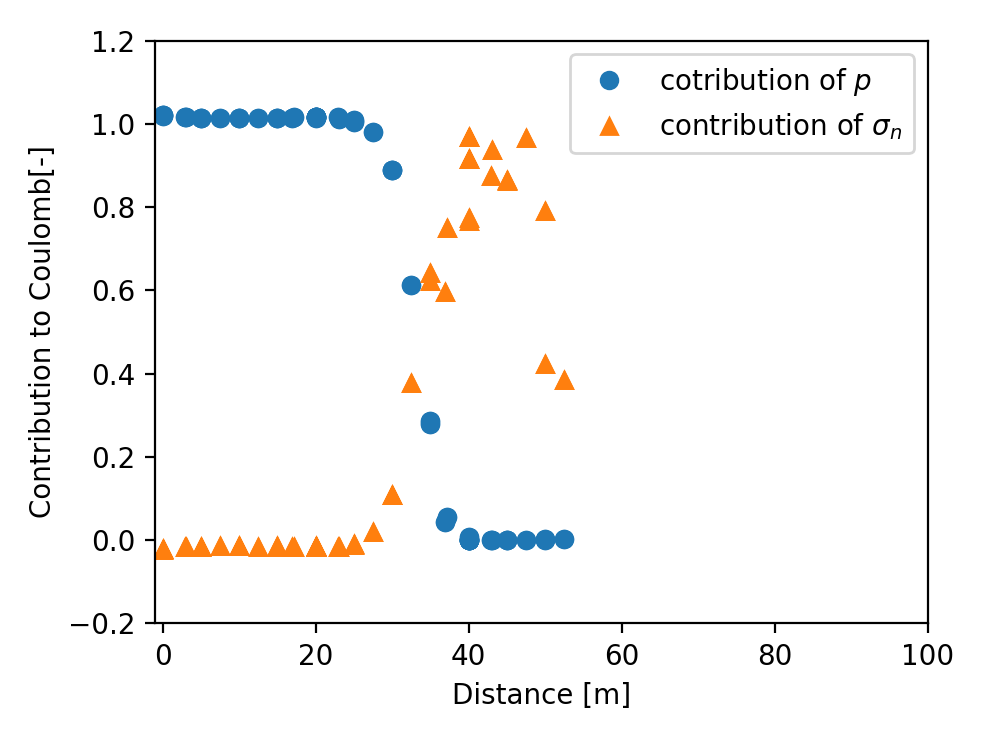 1.2
1.0
0.8
0.6
0.4
0.2
0.0
−0.2
Contribution to Coulomb[-]
cotribution of p
contribution of σn
0 20 40 60 80 100
Distance [m]